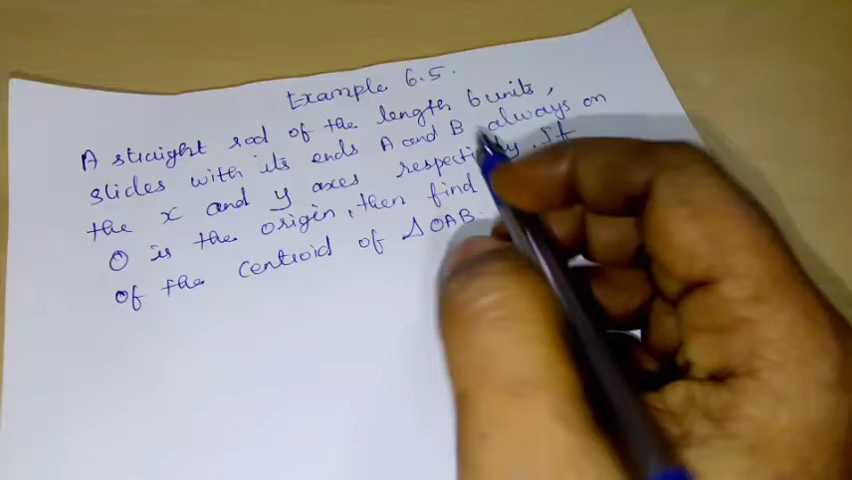 Example 6.5.
A straight rod of the length 6 units,
slides with its ends A and B always on
the x and y axes respectively. If
O is the origin, then find
of the centroid of ΔOAB.